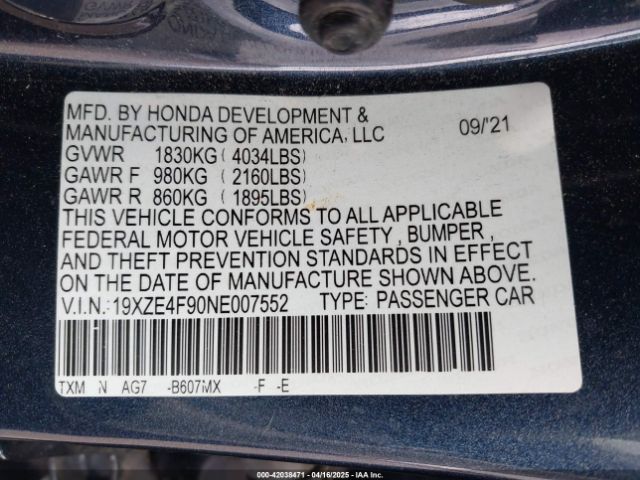 MFD. BY HONDA DEVELOPMENT &
MANUFACTURING OF AMERICA, LLC 09/'21
GVWR 1830KG ( 4034LBS)
GAWR F 980KG ( 2160LBS)
GAWR R 860KG ( 1895LBS)
THIS VEHICLE CONFORMS TO ALL APPLICABLE
FEDERAL MOTOR VEHICLE SAFETY , BUMPER ,
AND THEFT PREVENTION STANDARDS IN EFFECT
ON THE DATE OF MANUFACTURE SHOWN ABOVE.
V.I.N.: 19XZE4F90NE007552 TYPE: PASSENGER CAR
TXM N AG7 -B607MX -F -E
000-42038471 | 04/16/2025 | IAA, Inc.